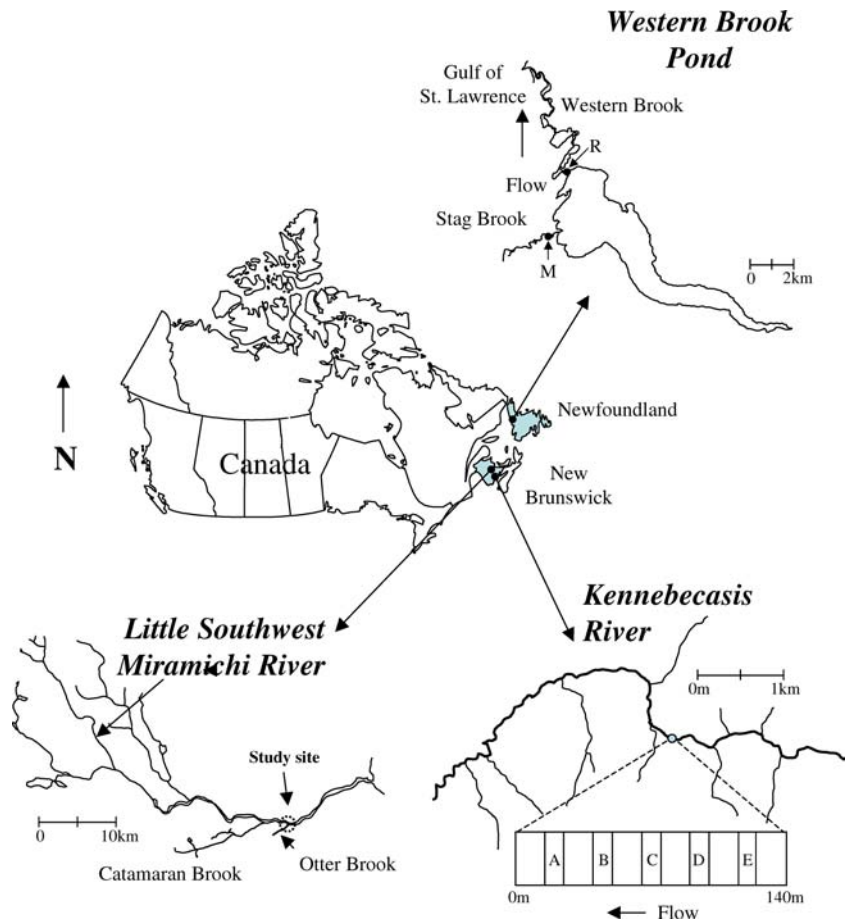 Western Brook
Pond
Gulf of
St. Lawrence
Western Brook
R
Flow
Stag Brook
M
0 2km
N
Canada
Newfoundland
New
Brunswick
Little Southwest
Miramichi River
Study site
0 10km
Catamaran Brook
Otter Brook
Kennebecasis
River
0m 1km
A B C D E
0m 140m
Flow